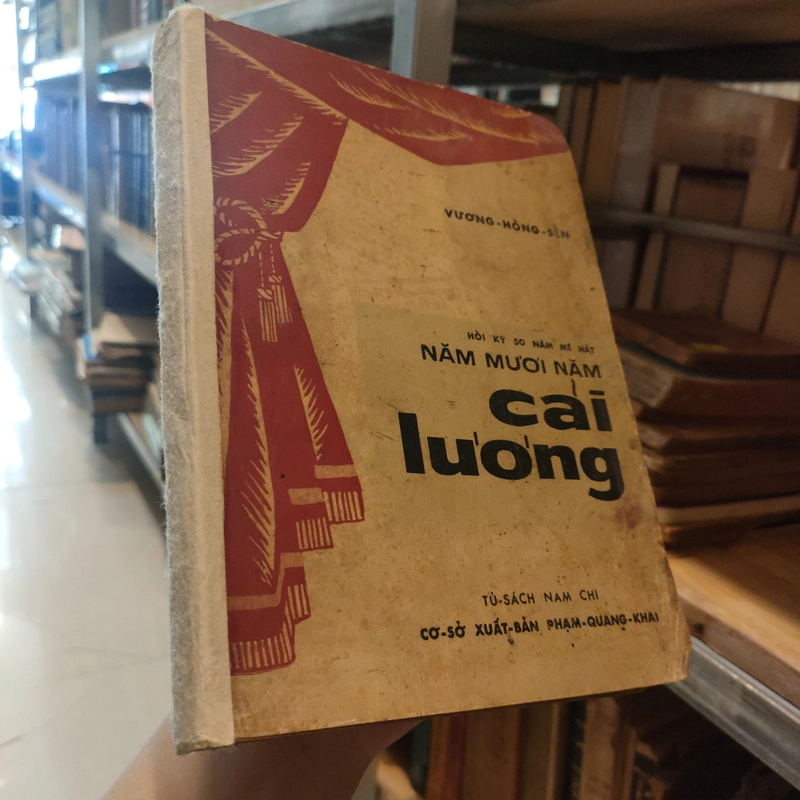 VƯƠNG-HỒNG-SỂN
HỒI KÝ 50 NĂM MÊ HÁT
NĂM MƯƠI NĂM
cải
lương
TỦ-SÁCH NAM CHI
CƠ-SỞ XUẤT-BẢN PHẠM-QUANG-KHAI